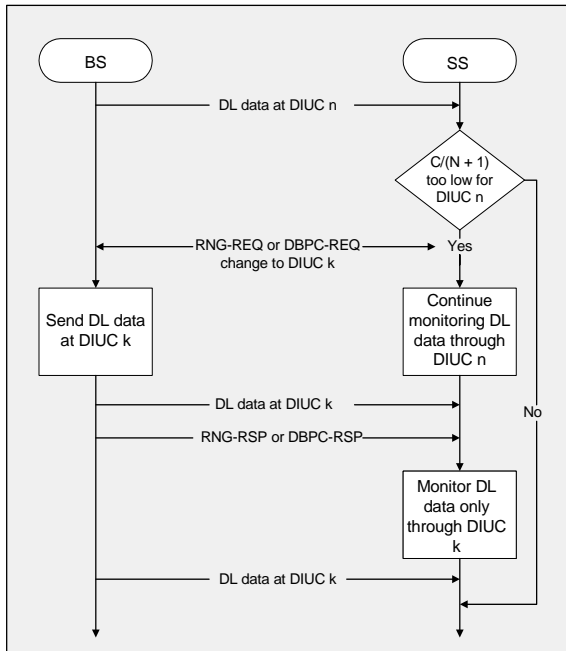 BS
SS
DL data at DIUC n
C/(N + 1)
too low for
DIUC n
RNG-REQ or DBPC-REQ
change to DIUC k
Yes
Send DL data
at DIUC k
Continue
monitoring DL
data through
DIUC n
DL data at DIUC k
No
RNG-RSP or DBPC-RSP
Monitor DL
data only
through DIUC
k
DL data at DIUC k